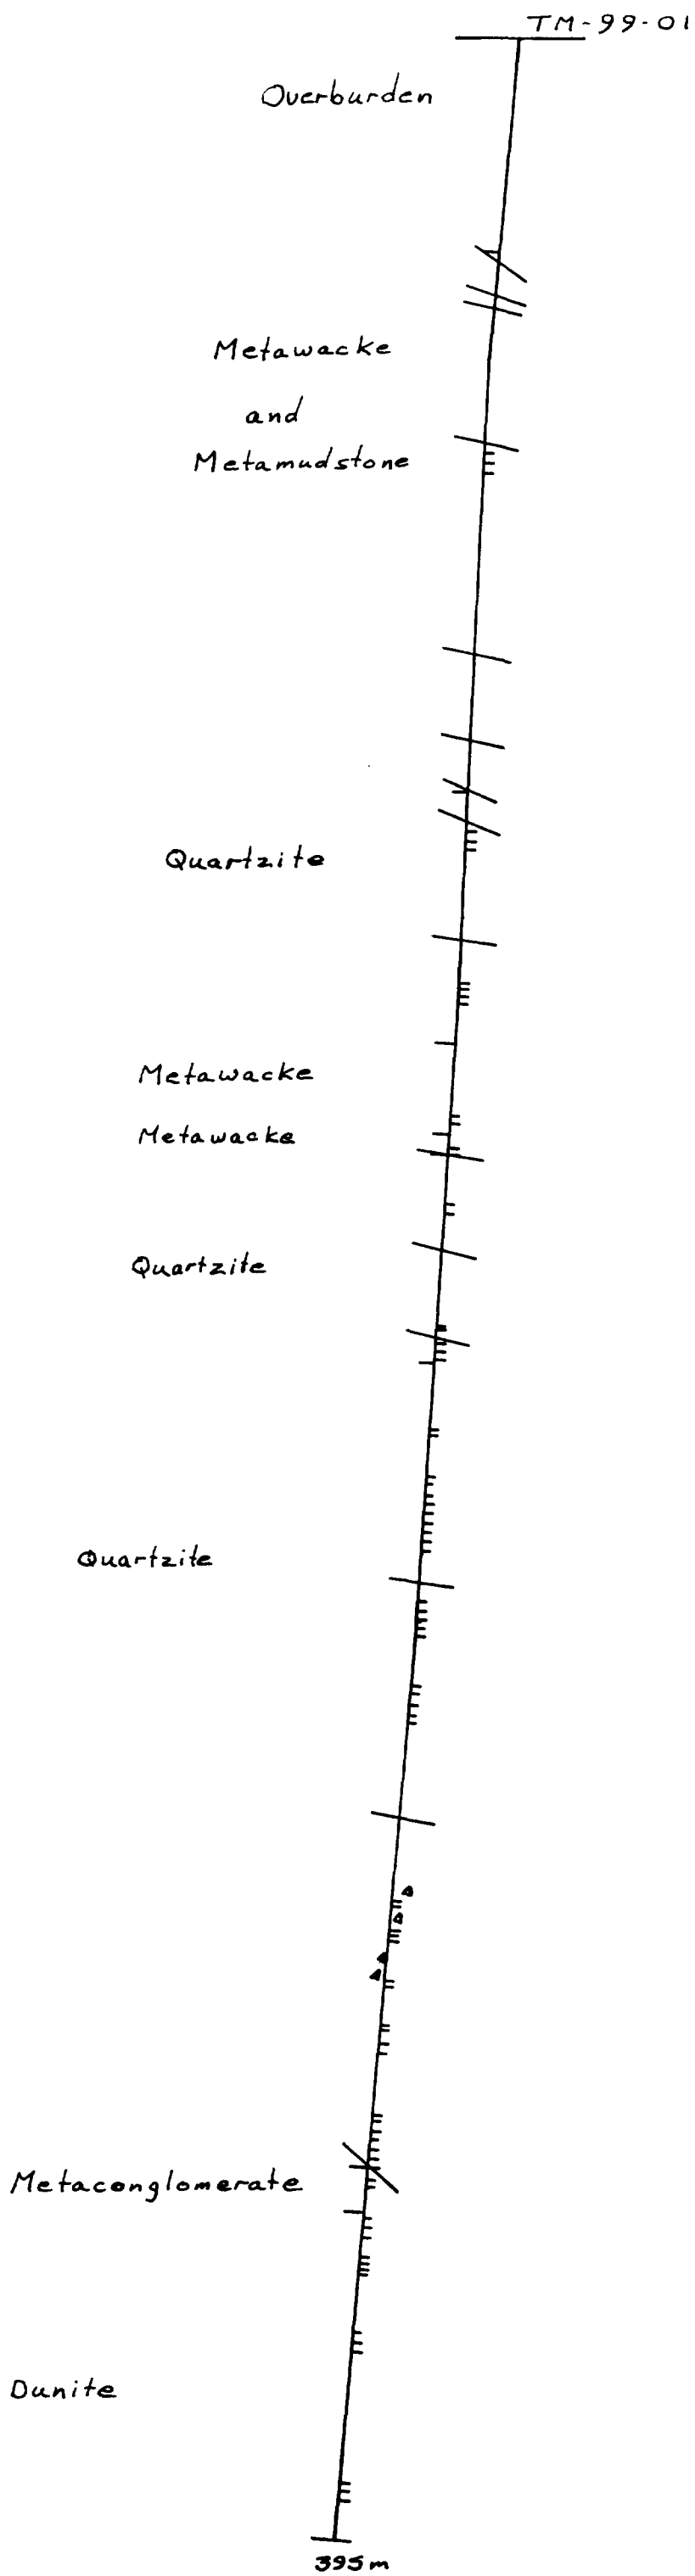 TM-99-01
Overburden
Metawacke
and
Metamudstone
Quartzite
Metawacke
Metawacke
Quartzite
Quartzite
Metaconglomerate
Dunite
395m